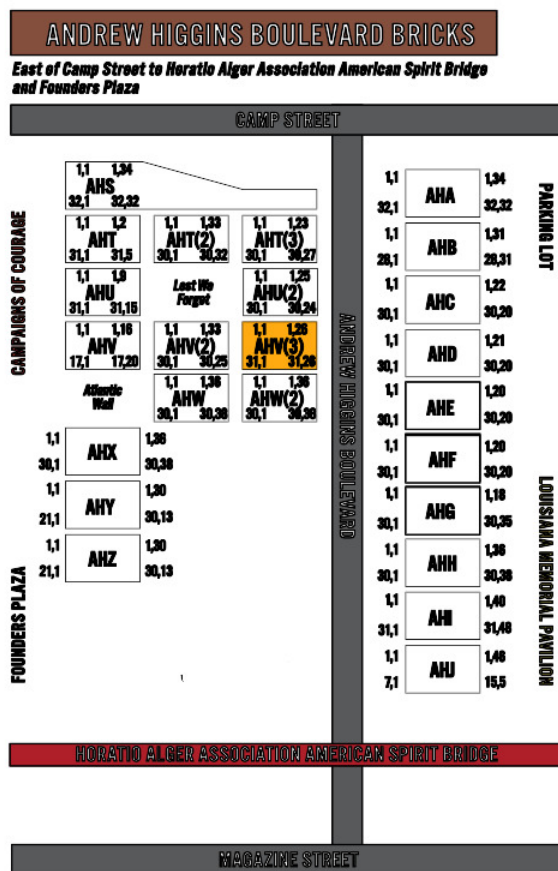 ANDREW HIGGINS BOULEVARD BRICKS
East of Camp Street to Horatio Alger Association American Spirit Bridge
and Founders Plaza
CAMP STREET
CAMPAIGNS OF COURAGE
FOUNDERS PLAZA
1,1 1,34
AHS
32,1 32,32
1,1 1,2
AHT
31,1 31,5
1,1 1,33
AHT(2)
30,1 30,32
1,1 1,23
AHT(3)
30,1 30,27
1,1 1,9
AHU
31,1 31,15
Lest We
Forget
1,1 1,25
AHU(2)
30,1 30,24
1,1 1,16
AHV
17,1 17,20
1,1 1,33
AHV(2)
30,1 30,25
1,1 1,26
AHV(3)
31,1 31,26
Atlantic
Wall
1,1 1,36
AHW
30,1 30,38
1,1 1,36
AHW(2)
30,1 30,38
1,1 1,36
AHX
30,1 30,38
1,1 1,30
AHY
21,1 30,13
1,1 1,30
AHZ
21,1 30,13
ANDREW HIGGINS BOULEVARD
1,1 1,34
AHA
32,1 32,32
1,1 1,31
AHB
28,1 28,31
1,1 1,22
AHC
30,1 30,20
1,1 1,21
AHD
30,1 30,20
1,1 1,20
AHE
30,1 30,20
1,1 1,20
AHF
30,1 30,20
1,1 1,18
AHG
30,1 30,35
1,1 1,36
AHH
30,1 30,38
1,1 1,40
AHI
31,1 31,48
1,1 1,48
AHJ
7,1 15,5
PARKING LOT
LOUISIANA MEMORIAL PAVILION
HORATIO ALGER ASSOCIATION AMERICAN SPIRIT BRIDGE
MAGAZINE STREET